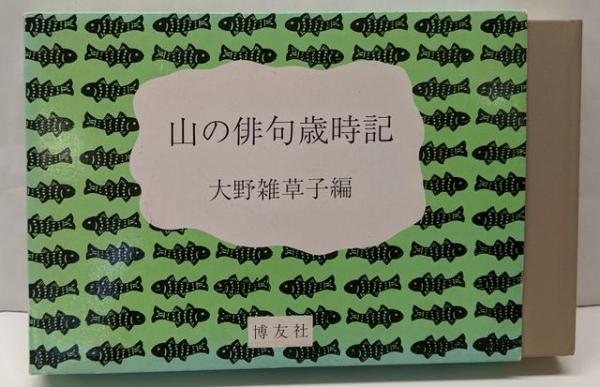 山の俳句歳時記
大野雑草子編
博友社